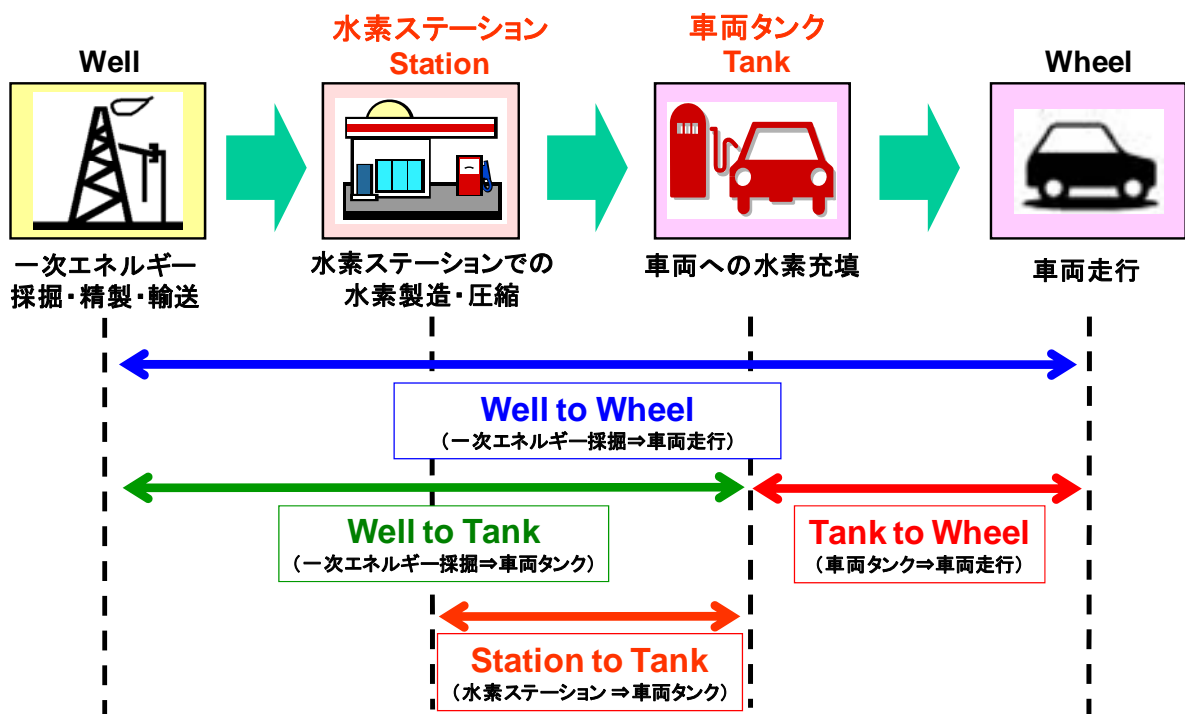 Well
水素ステーション
Station
車両タンク
Tank
Wheel
一次エネルギー
採掘・精製・輸送
水素ステーションでの
水素製造・圧縮
車両への水素充填
車両走行
Well to Wheel
（一次エネルギー採掘⇒車両走行）
Well to Tank
（一次エネルギー採掘⇒車両タンク）
Tank to Wheel
（車両タンク⇒車両走行）
Station to Tank
（水素ステーション ⇒車両タンク）